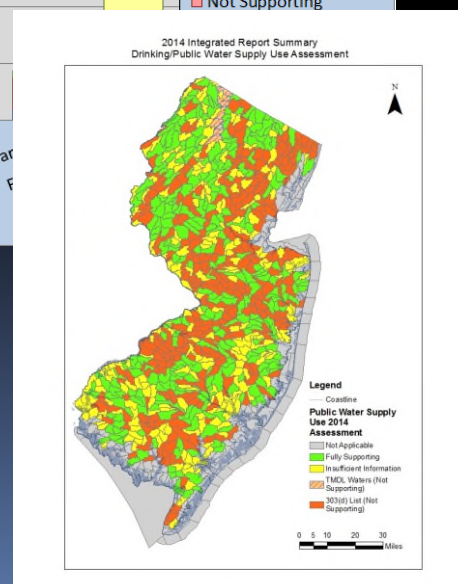 Not Supporting
2014 Integrated Report Summary
Drinking/Public Water Supply Use Assessment
N
Legend
Coastline
Public Water Supply
Use 2014
Assessment
Not Applicable
Fully Supporting
Insufficient Information
TMDL Waters (Not
Supporting)
303(d) List (Not
Supporting)
0 5 10 20 30
Miles